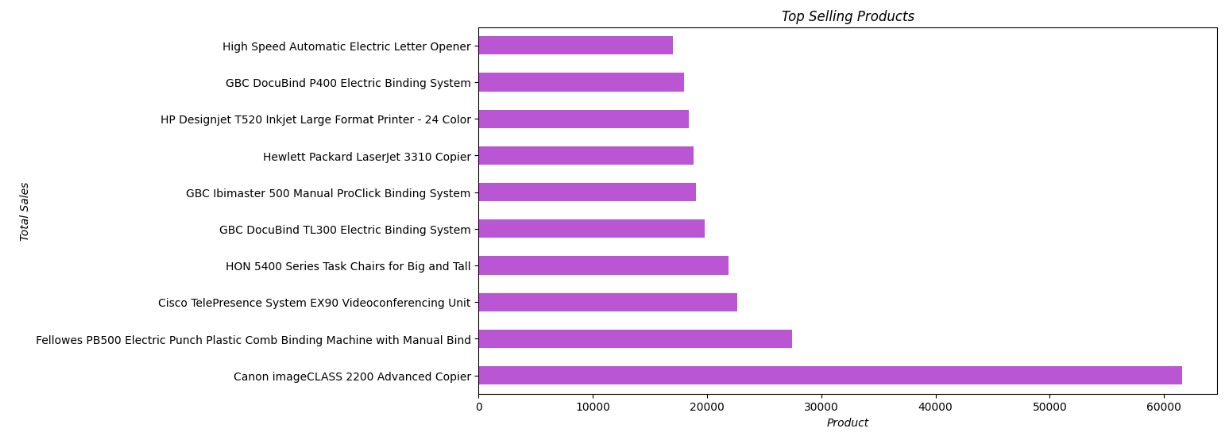 Top Selling Products
High Speed Automatic Electric Letter Opener
GBC DocuBind P400 Electric Binding System
HP Designjet T520 Inkjet Large Format Printer - 24 Color
Hewlett Packard LaserJet 3310 Copier
GBC Ibimaster 500 Manual ProClick Binding System
GBC DocuBind TL300 Electric Binding System
HON 5400 Series Task Chairs for Big and Tall
Cisco TelePresence System EX90 Videoconferencing Unit
Fellowes PB500 Electric Punch Plastic Comb Binding Machine with Manual Bind
Canon imageCLASS 2200 Advanced Copier
Total Sales
0 10000 20000 30000 40000 50000 60000
Product